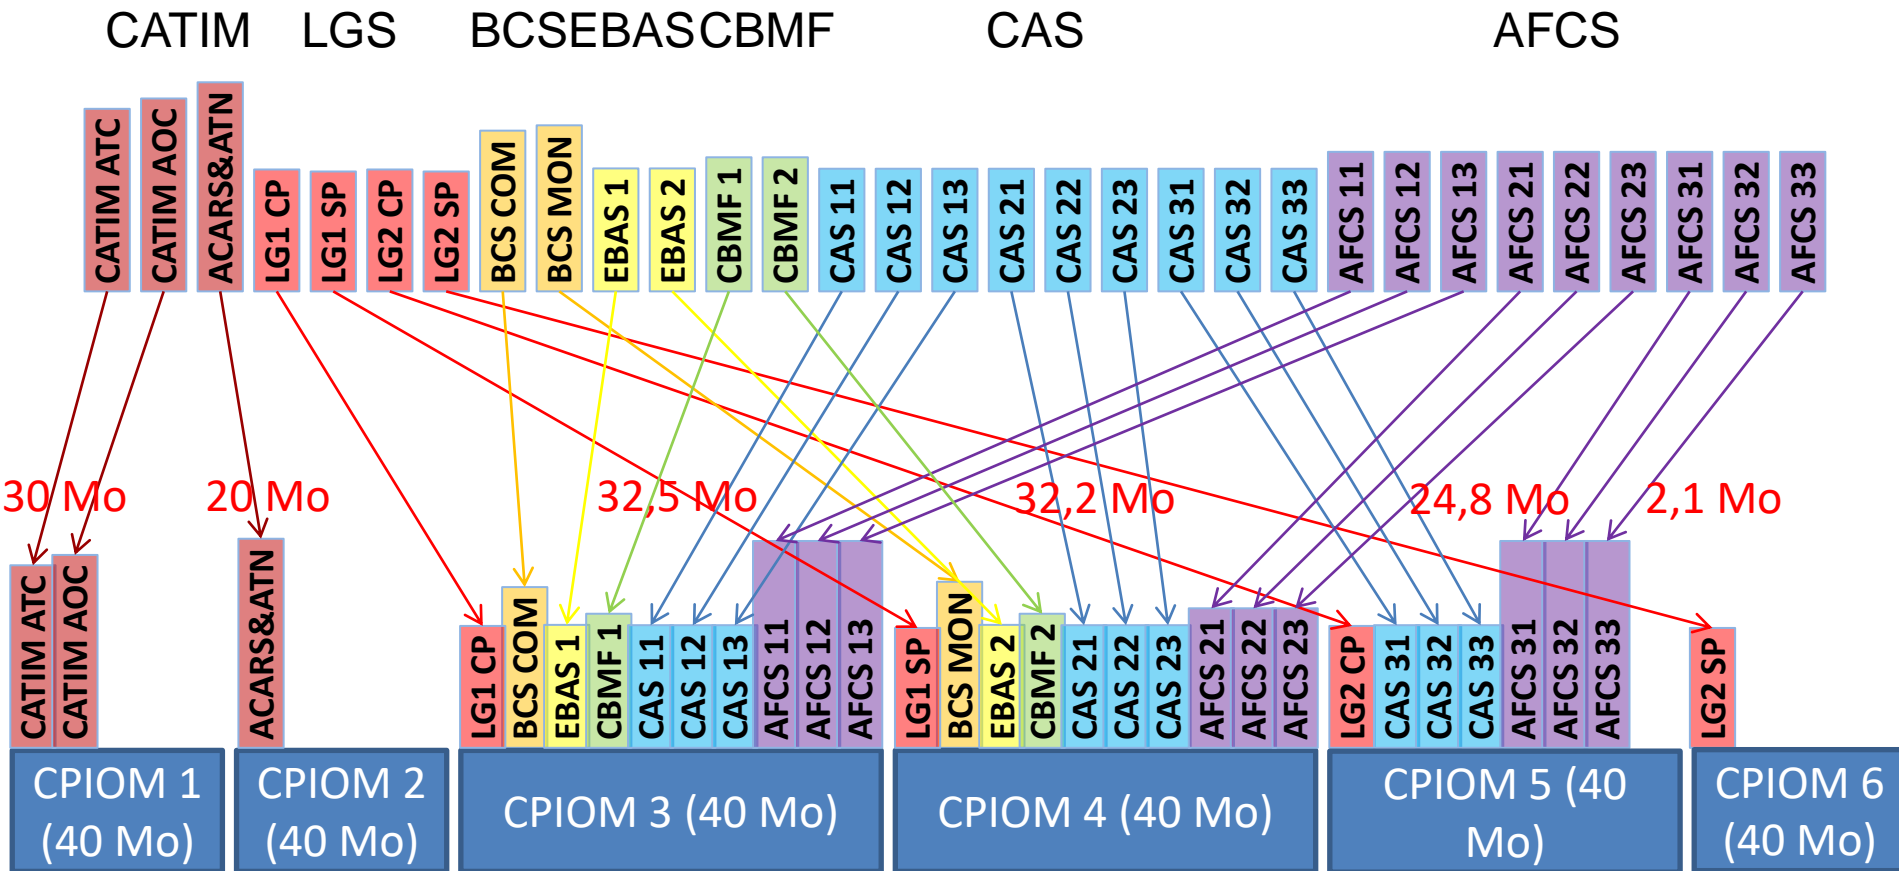 CATIM LGS BCSEBASCBMF CAS AFCS
CATIM ATC
CATIM AOC
ACARS&ATN
LG1 CP
LG1 SP
LG2 CP
LG2 SP
BCS COM
BCS MON
EBAS 1
EBAS 2
CBMF 1
CBMF 2
CAS 11
CAS 12
CAS 13
CAS 21
CAS 22
CAS 23
CAS 31
CAS 32
CAS 33
AFCS 11
AFCS 12
AFCS 13
AFCS 21
AFCS 22
AFCS 23
AFCS 31
AFCS 32
AFCS 33
30 Mo
20 Mo
32,5 Mo
32,2 Mo
24,8 Mo
2,1 Mo
CATIM ATC
CATIM AOC
ACARS&ATN
LG1 CP
BCS COM
EBAS 1
CBMF 1
CAS 11
CAS 12
CAS 13
AFCS 11
AFCS 12
AFCS 13
LG1 SP
BCS MON
EBAS 2
CBMF 2
CAS 21
CAS 22
CAS 23
AFCS 21
AFCS 22
AFCS 23
LG2 CP
CAS 31
CAS 32
CAS 33
AFCS 31
AFCS 32
AFCS 33
LG2 SP
CPIOM 1
(40 Mo)
CPIOM 2
(40 Mo)
CPIOM 3 (40 Mo)
CPIOM 4 (40 Mo)
CPIOM 5 (40
Mo)
CPIOM 6
(40 Mo)